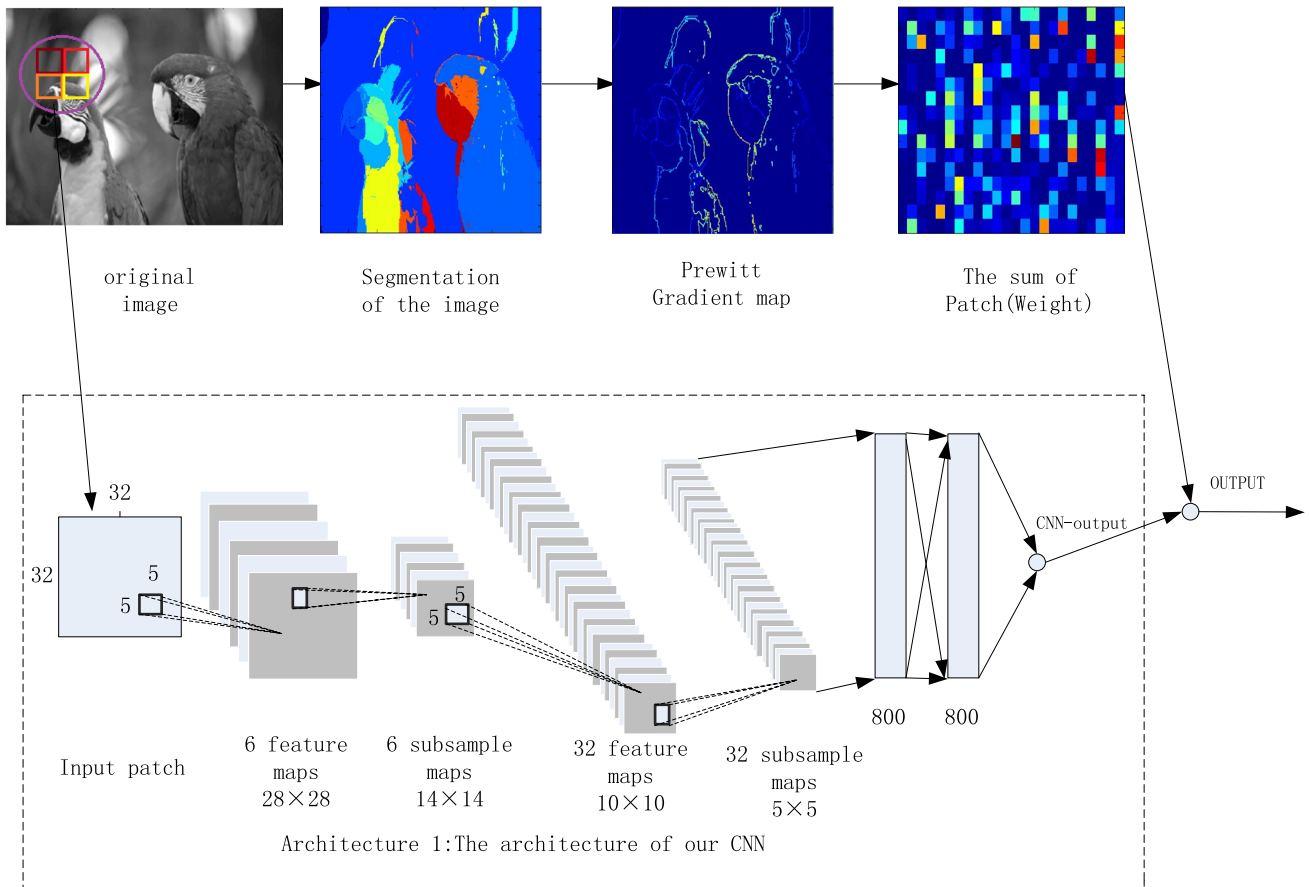 original
image
Segmentation
of the image
Prewitt
Gradient map
The sum of
Patch(Weight)
32
32
5
5
5
5
CNN-output
OUTPUT
800
800
Input patch
6 feature
maps
28×28
6 subsample
maps
14×14
32 feature
maps
10×10
32 subsample
maps
5×5
Architecture 1:The architecture of our CNN